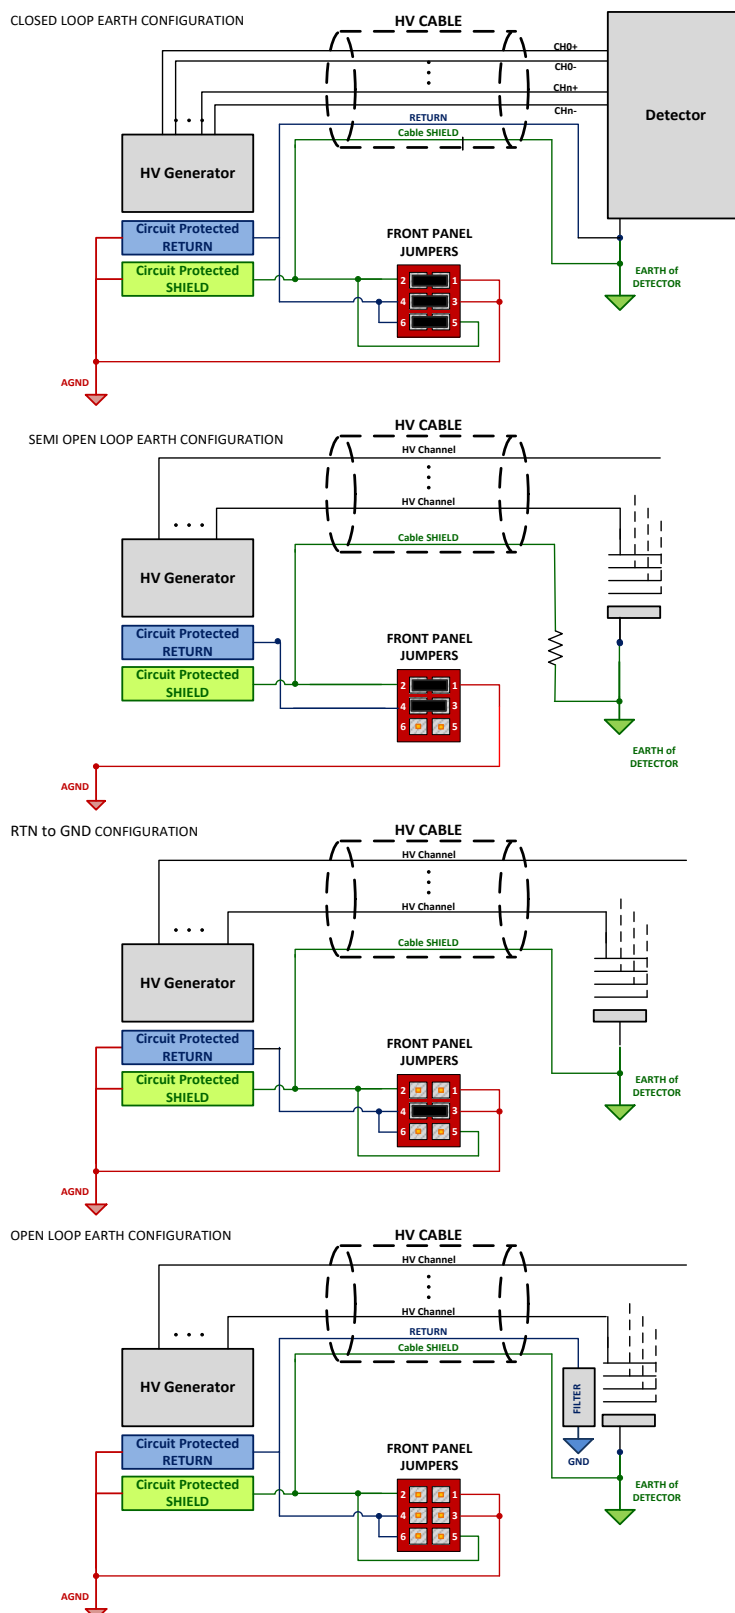 CLOSED LOOP EARTH CONFIGURATION
HV CABLE
CH0+
CH0-
CHn+
CHn-
RETURN
Cable SHIELD
Detector
HV Generator
Circuit Protected
RETURN
Circuit Protected
SHIELD
FRONT PANEL
JUMPERS
2 1
4 3
6 5
EARTH of
DETECTOR
AGND
SEMI OPEN LOOP EARTH CONFIGURATION
HV CABLE
HV Channel
HV Channel
Cable SHIELD
HV Generator
Circuit Protected
RETURN
Circuit Protected
SHIELD
FRONT PANEL
JUMPERS
2 1
4 3
6 5
EARTH of
DETECTOR
AGND
RTN to GND CONFIGURATION
HV CABLE
HV Channel
HV Channel
Cable SHIELD
HV Generator
Circuit Protected
RETURN
Circuit Protected
SHIELD
FRONT PANEL
JUMPERS
2 1
4 3
6 5
EARTH of
DETECTOR
AGND
OPEN LOOP EARTH CONFIGURATION
HV CABLE
HV Channel
HV Channel
RETURN
Cable SHIELD
HV Generator
FILTER
GND
Circuit Protected
RETURN
Circuit Protected
SHIELD
FRONT PANEL
JUMPERS
2 1
4 3
6 5
EARTH of
DETECTOR
AGND